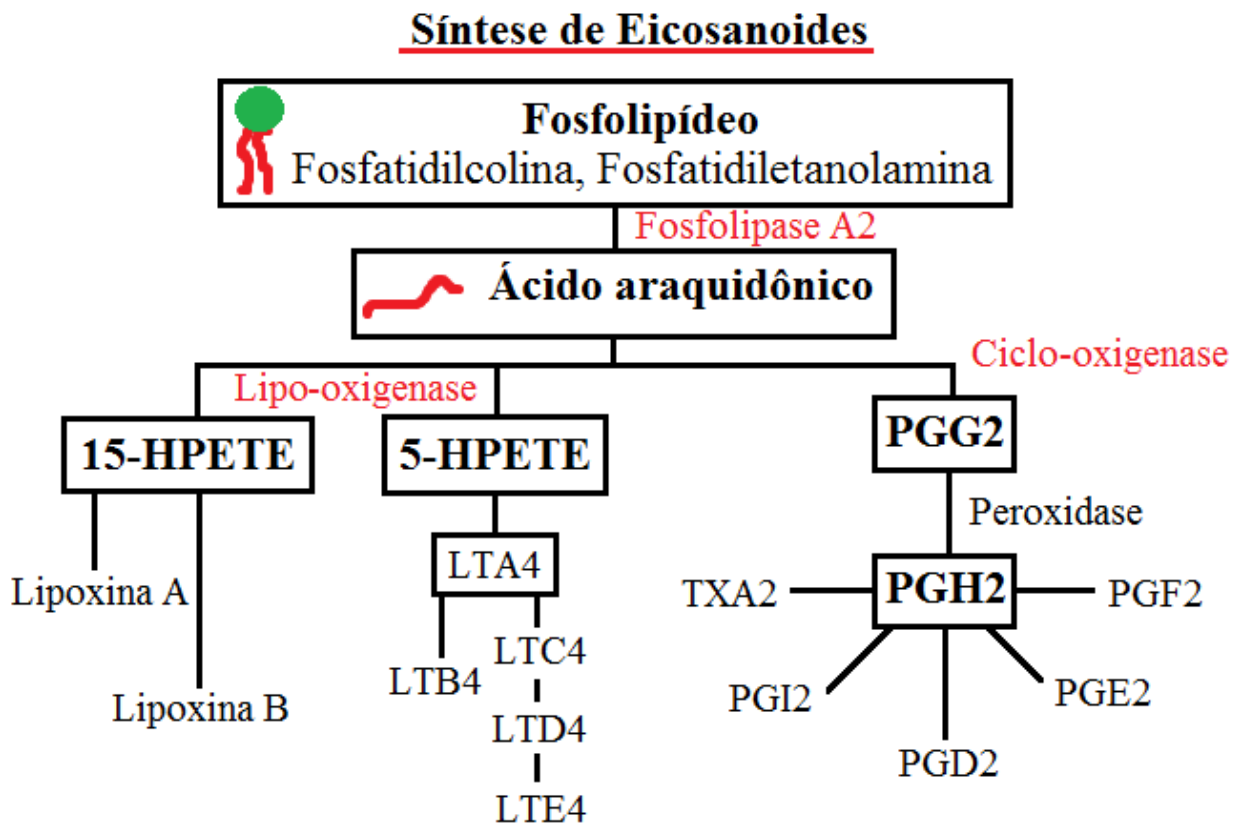 Síntese de Eicosanoides
Fosfolipídeo
Fosfatidilcolina, Fosfatidiletanolamina
Fosfolipase A2
Ácido araquidônico
Ciclo-oxigenase
Lipo-oxigenase
15-HPETE
5-HPETE
PGG2
Peroxidase
LTA4
Lipoxina A
TXA2
PGH2
PGF2
LTC4
LTB4
PGI2
PGE2
Lipoxina B
LTD4
PGD2
LTE4